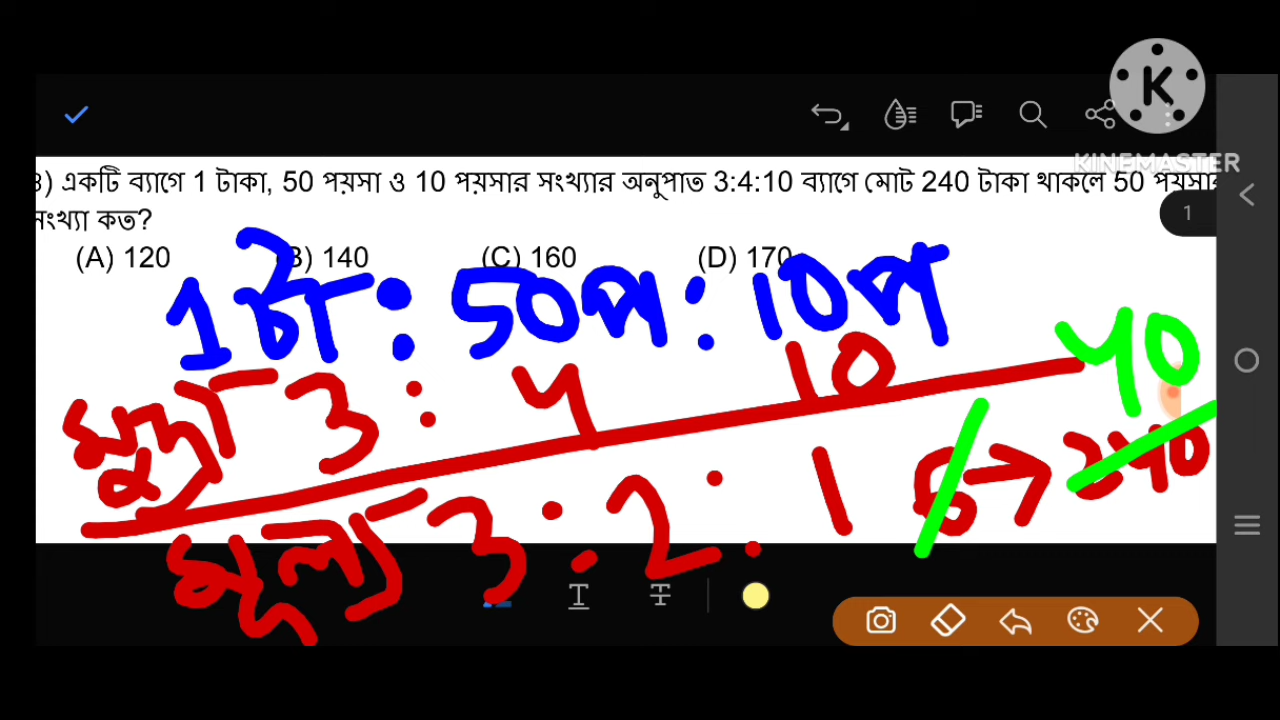 KINEMASTER
3) একটি ব্যাগে 1 টাকা, 50 পয়সা ও 10 পয়সার সংখ্যার অনুপাত 3:4:10 ব্যাগে মোট 240 টাকা থাকলে 50 পয়সার
সংখ্যা কত?
1
(A) 120 (B) 140 (C) 160 (D) 170
1টা : 50প : 10প
মুদ্রা 3 : 4 10
40
মূল্য 3 : 2 : 1 6 → 240